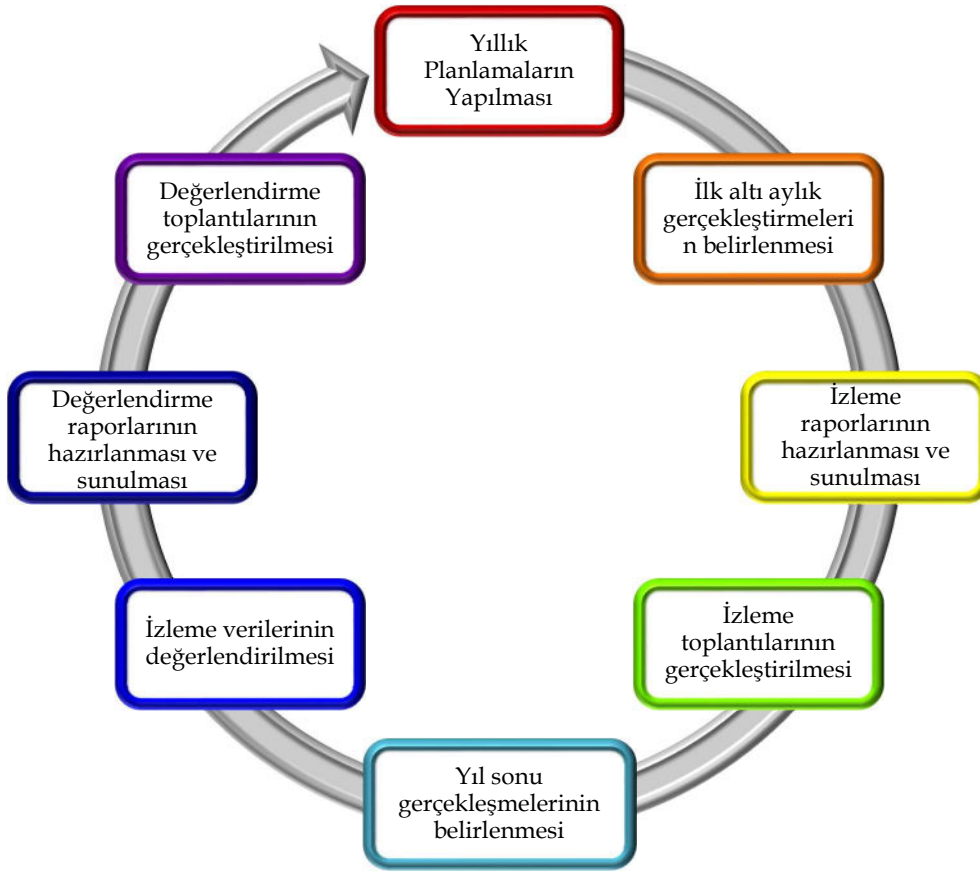 Yıllık
Planlamaların
Yapılması
İlk altı aylık
gerçekleştirmeleri
n belirlenmesi
İzleme
raporlarının
hazırlanması ve
sunulması
İzleme
toplantılarının
gerçekleştirilmesi
Yıl sonu
gerçekleşmelerinin
belirlenmesi
İzleme verilerinin
değerlendirilmesi
Değerlendirme
raporlarının
hazırlanması ve
sunulması
Değerlendirme
toplantılarının
gerçekleştirilmesi